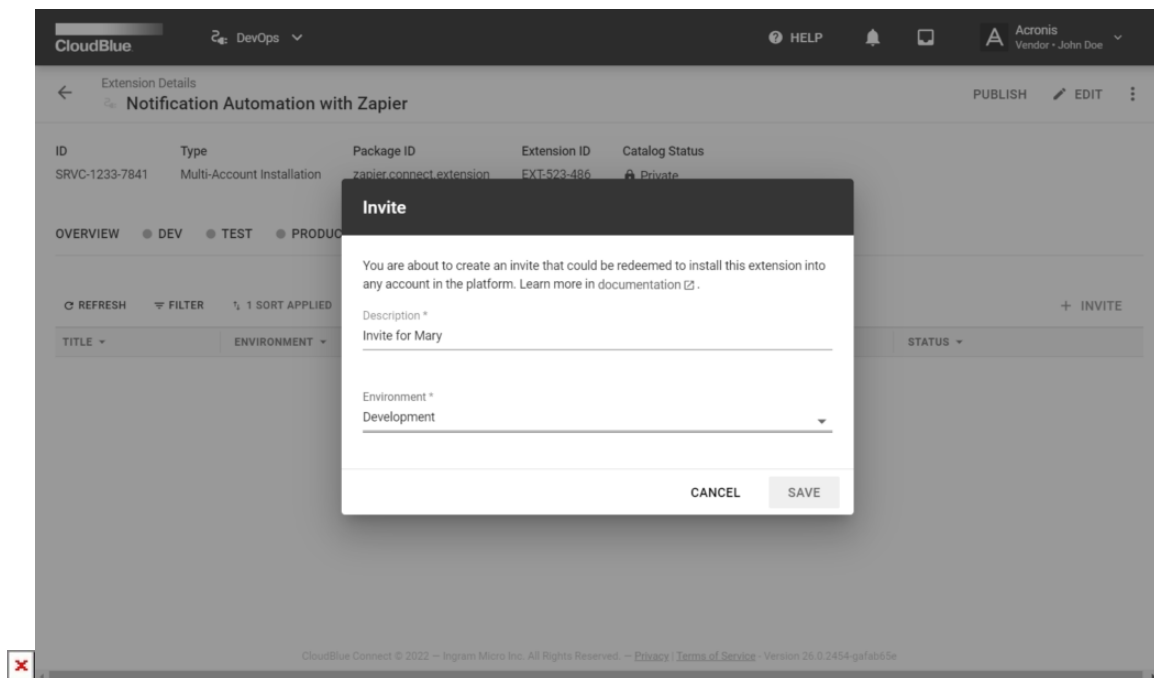 CloudBlue
DevOps
HELP
Acronis
Vendor • John Doe
Extension Details
Notification Automation with Zapier
PUBLISH
EDIT
ID
Type
Package ID
Extension ID
Catalog Status
SRVC-1233-7841
Multi-Account Installation
zapier.connect.extension
EXT-523-486
Private
Invite
OVERVIEW
DEV
TEST
PRODUC
You are about to create an invite that could be redeemed to install this extension into
any account in the platform. Learn more in documentation .
REFRESH
FILTER
1 SORT APPLIED
+ INVITE
Description *
Invite for Mary
TITLE
ENVIRONMENT
STATUS
Environment *
Development
CANCEL
SAVE
CloudBlue Connect © 2022 — Ingram Micro Inc. All Rights Reserved. — Privacy | Terms of Service - Version 26.0.2454-gafab65e